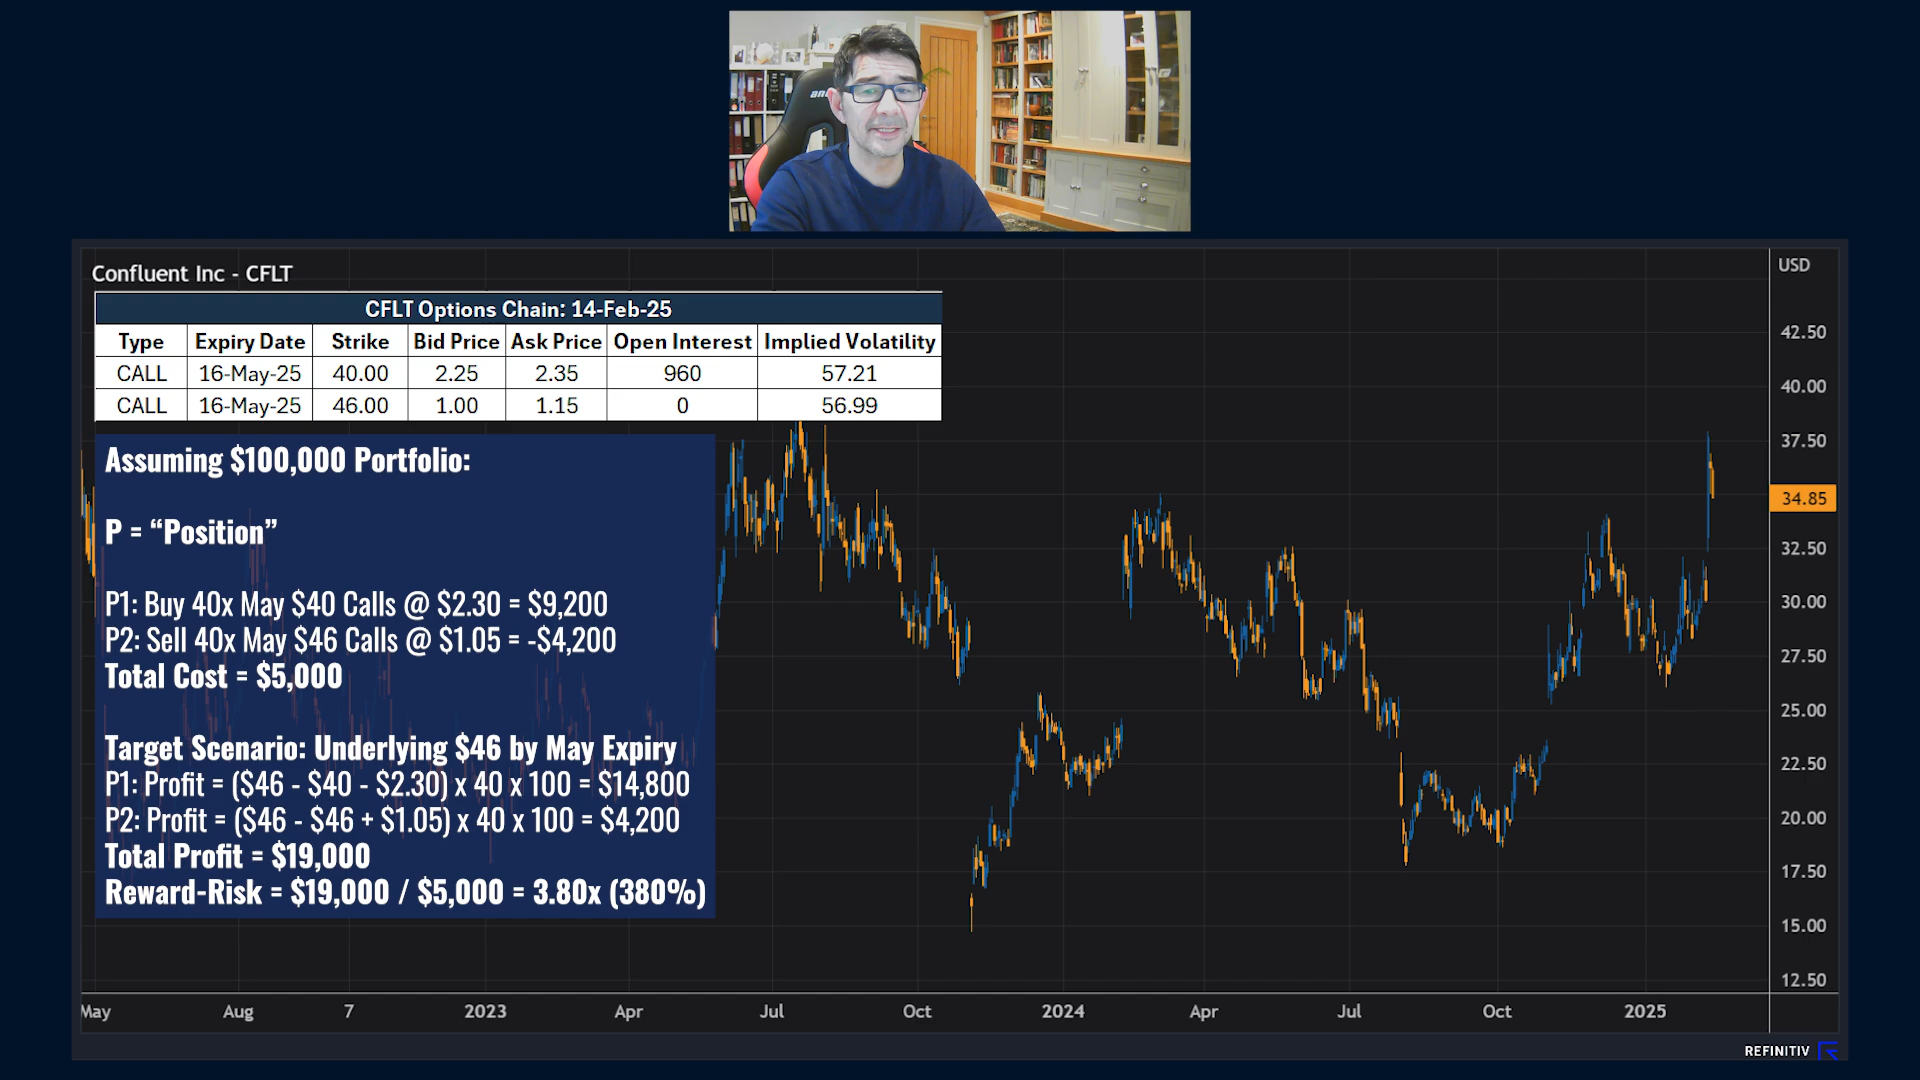 an
Confluent Inc - CFLT
USD
CFLT Options Chain: 14-Feb-25
Type Expiry Date Strike Bid Price Ask Price Open Interest Implied Volatility
CALL 16-May-25 40.00 2.25 2.35 960 57.21
CALL 16-May-25 46.00 1.00 1.15 0 56.99
Assuming $100,000 Portfolio:
P = “Position”
P1: Buy 40x May $40 Calls @ $2.30 = $9,200
P2: Sell 40x May $46 Calls @ $1.05 = -$4,200
Total Cost = $5,000
Target Scenario: Underlying $46 by May Expiry
P1: Profit = ($46 - $40 - $2.30) x 40 x 100 = $14,800
P2: Profit = ($46 - $46 + $1.05) x 40 x 100 = $4,200
Total Profit = $19,000
Reward-Risk = $19,000 / $5,000 = 3.80x (380%)
42.50
40.00
37.50
34.85
32.50
30.00
27.50
25.00
22.50
20.00
17.50
15.00
12.50
May Aug 7 2023 Apr Jul Oct 2024 Apr Jul Oct 2025
REFINITIV